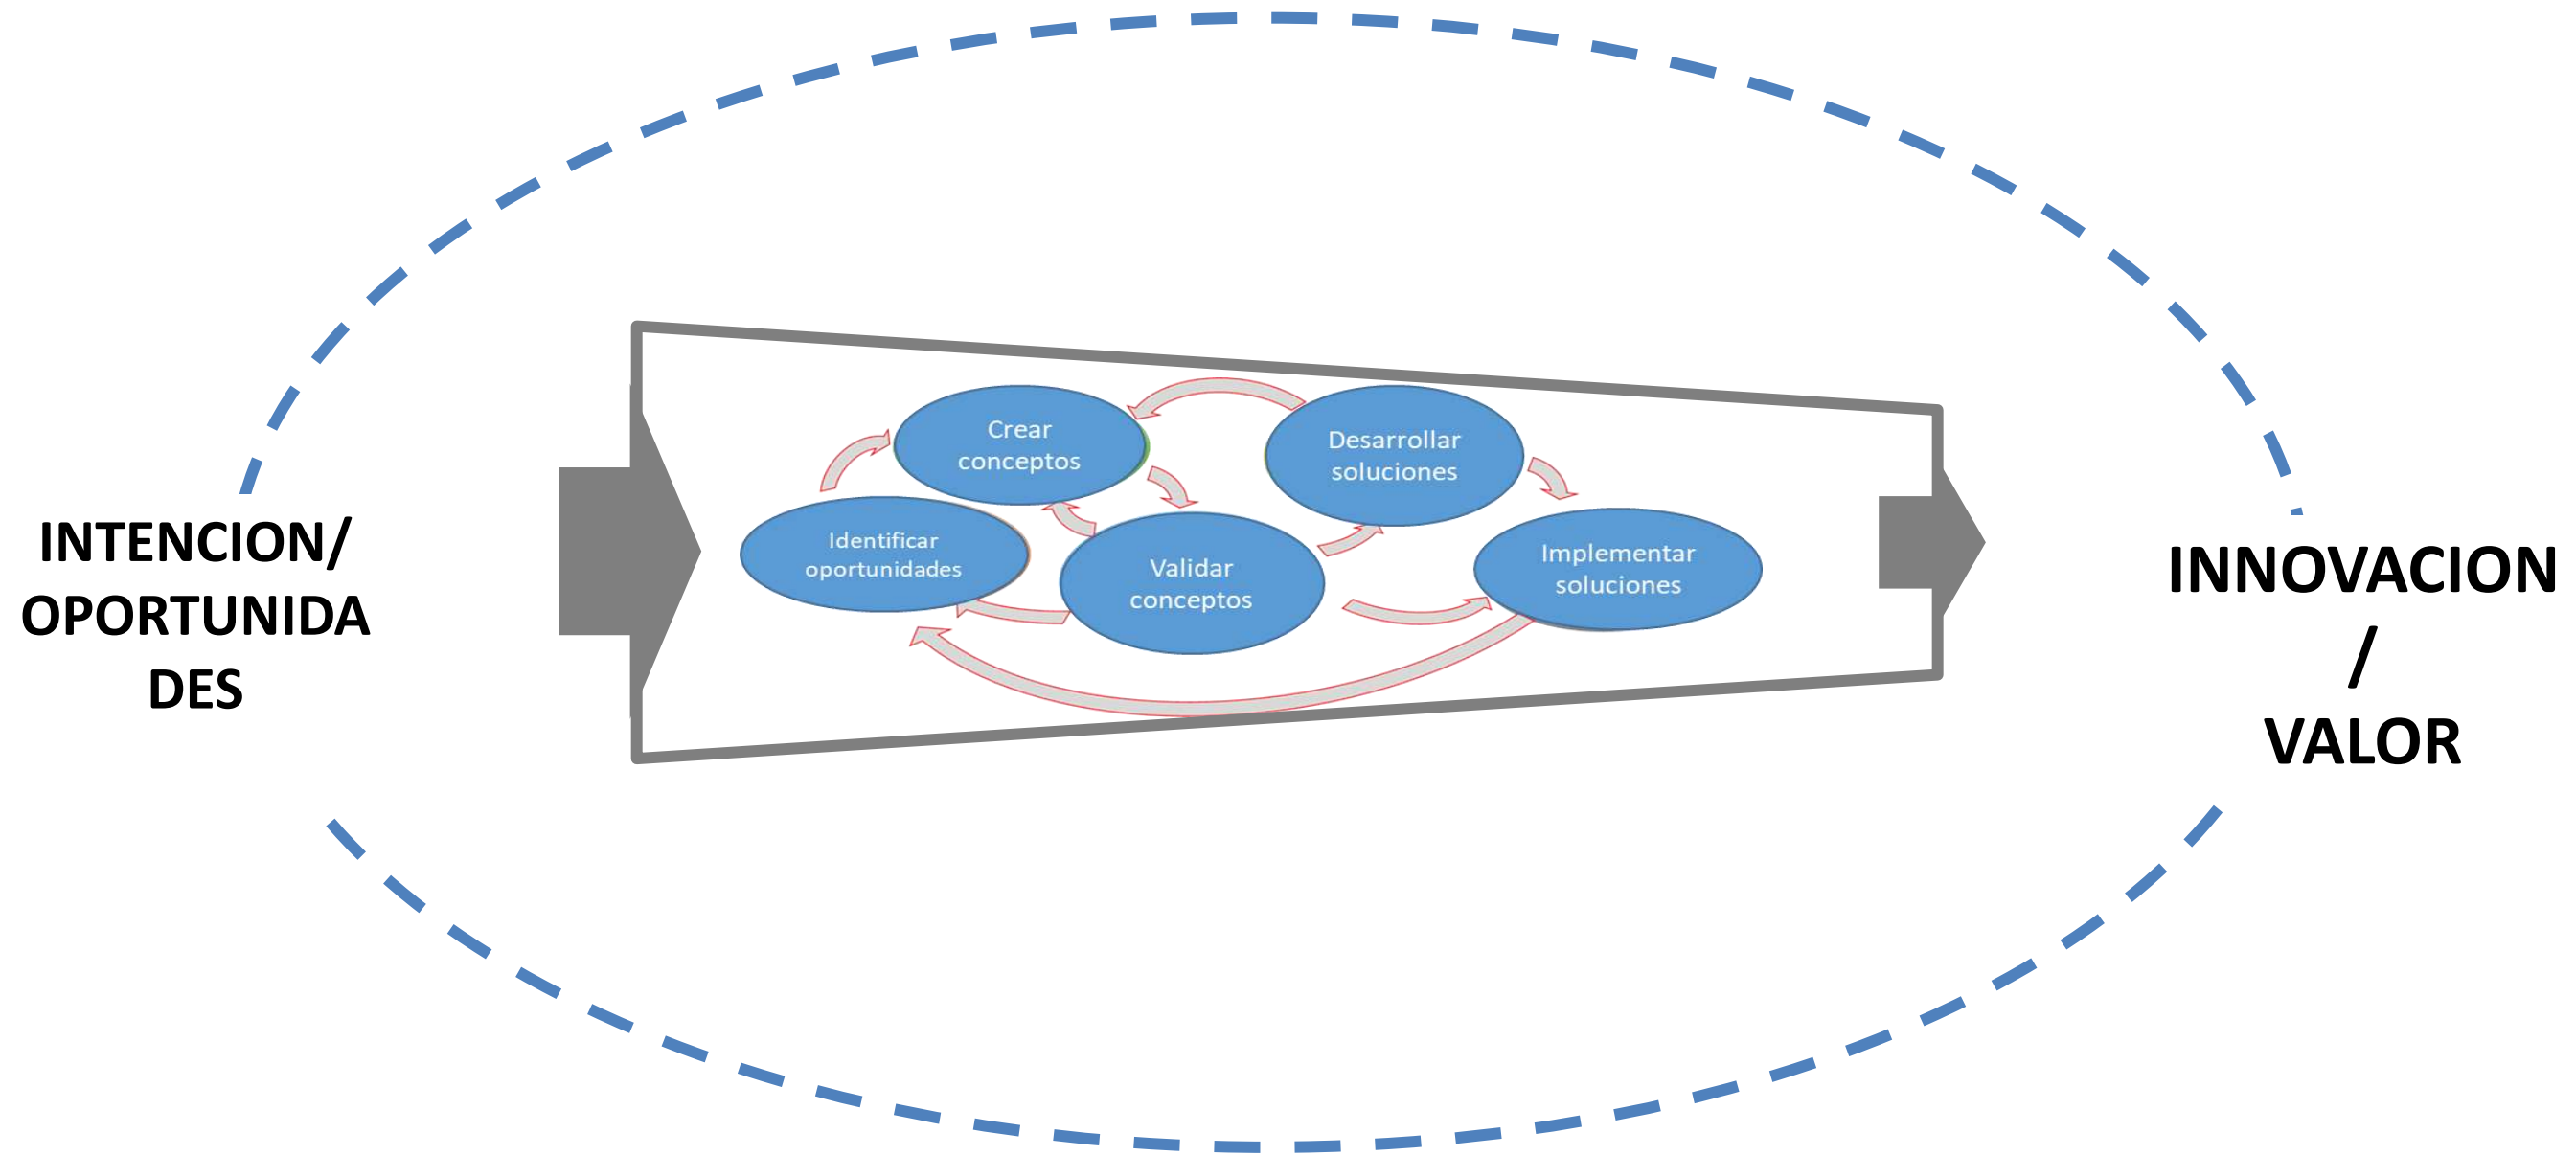 INTENCION/
OPORTUNIDA
DES
Crear
conceptos
Desarrollar
soluciones
Identificar
oportunidades
Validar
conceptos
Implementar
soluciones
INNOVACION
/
VALOR